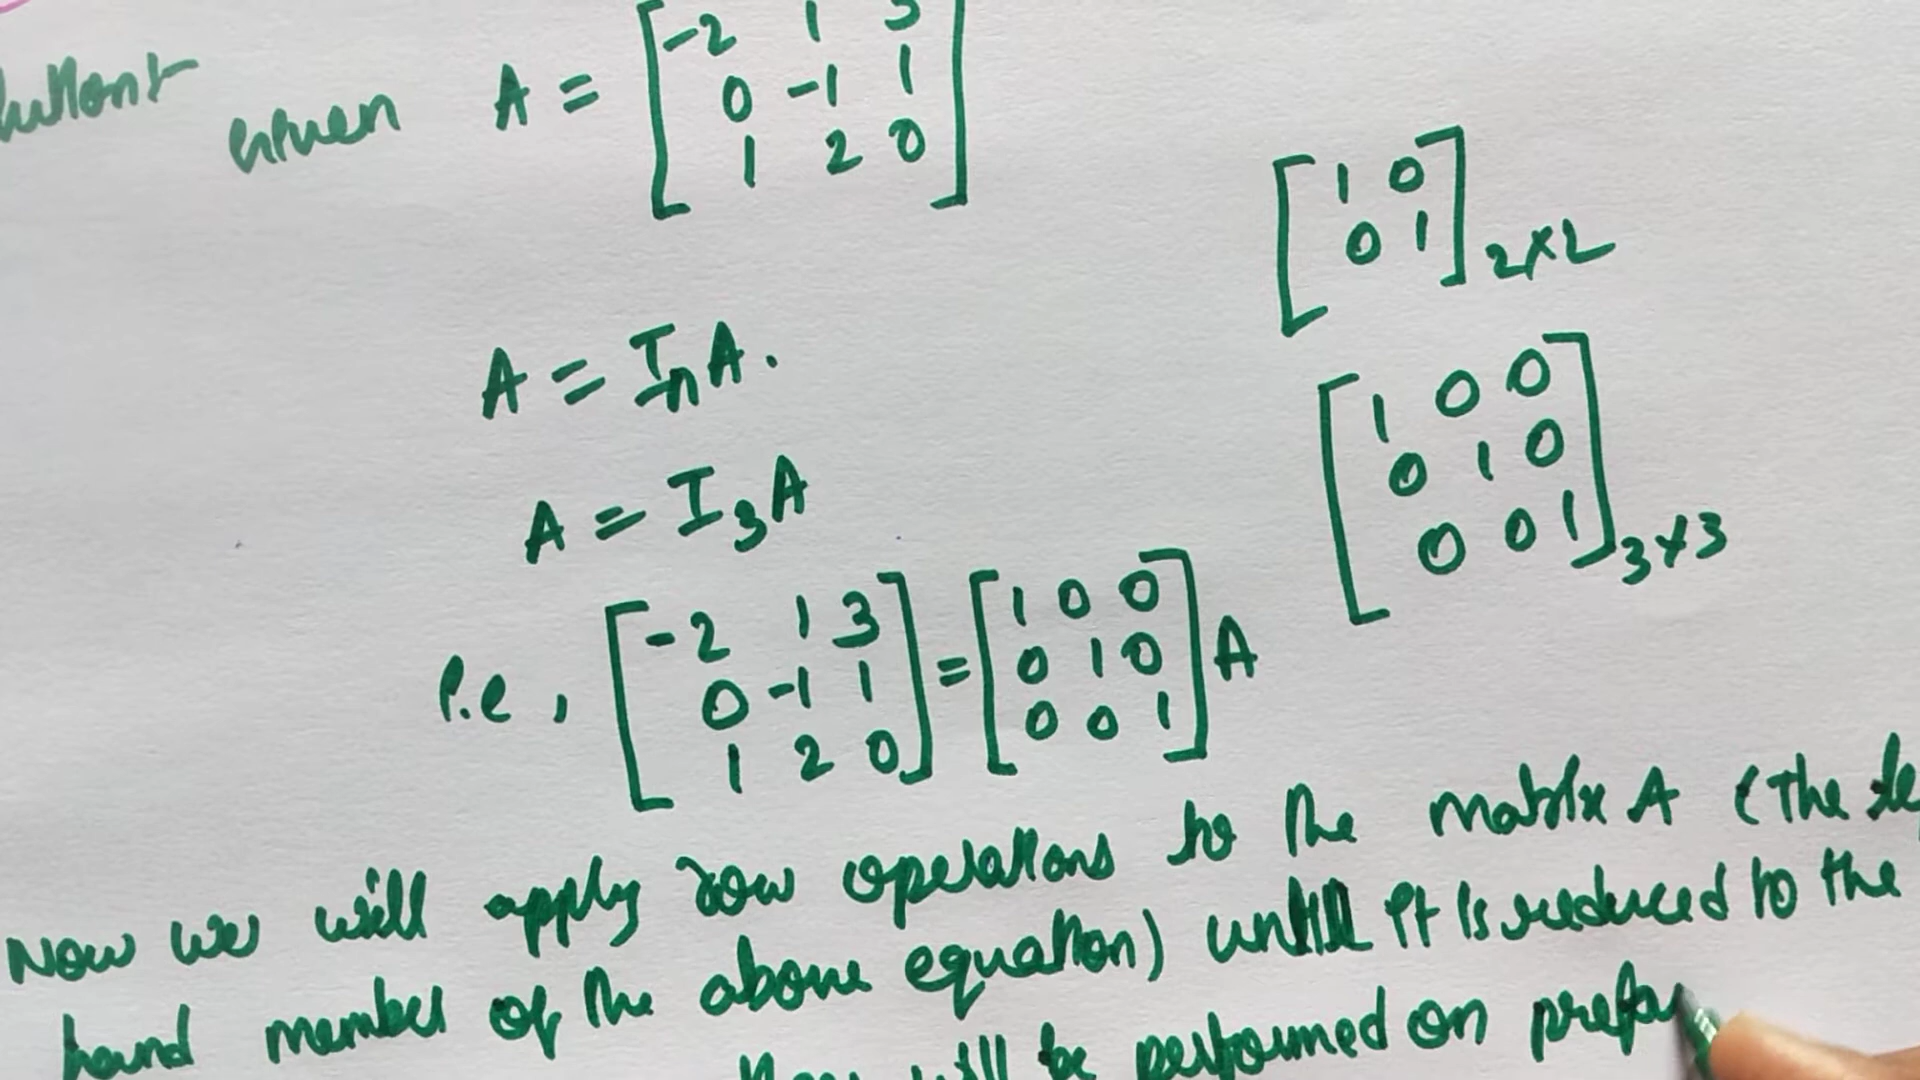 Given A = [-2 1 3
0 -1 1
1 2 0]
[1 0
0 1] 2×2
A = InA.
A = I3A
[1 0 0
0 1 0
0 0 1] 3×3
i.e, [-2 1 3
0 -1 1
1 2 0] = [1 0 0
0 1 0
0 0 1] A
Now we will apply row operations to the matrix A (The
hand member of the above equation) until it is reduced to the
will be performed on